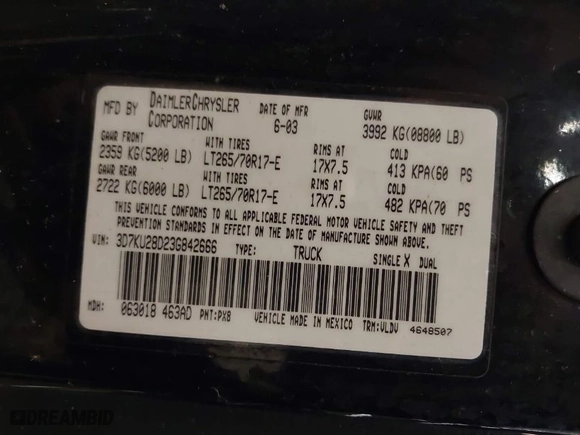 MFD BY DAIMLERCHRYSLER CORPORATION
DATE OF MFR 6-03
GVWR 3992 KG(08800 LB)
GAWR FRONT WITH TIRES RIMS AT COLD
2359 KG(5200 LB) LT265/70R17-E 17X7.5 413 KPA(60 PS
GAWR REAR WITH TIRES RIMS AT COLD
2722 KG(6000 LB) LT265/70R17-E 17X7.5 482 KPA(70 PS
THIS VEHICLE CONFORMS TO ALL APPLICABLE FEDERAL MOTOR VEHICLE SAFETY AND THEFT
PREVENTION STANDARDS IN EFFECT ON THE DATE OF MANUFACTURE SHOWN ABOVE.
VIN: 3D7KU28D23G842666 TYPE: TRUCK SINGLE X DUAL
MDH: 063018 463AD PNT:PX8 VEHICLE MADE IN MEXICO TRM:VLDV 4648507
DREAMBID